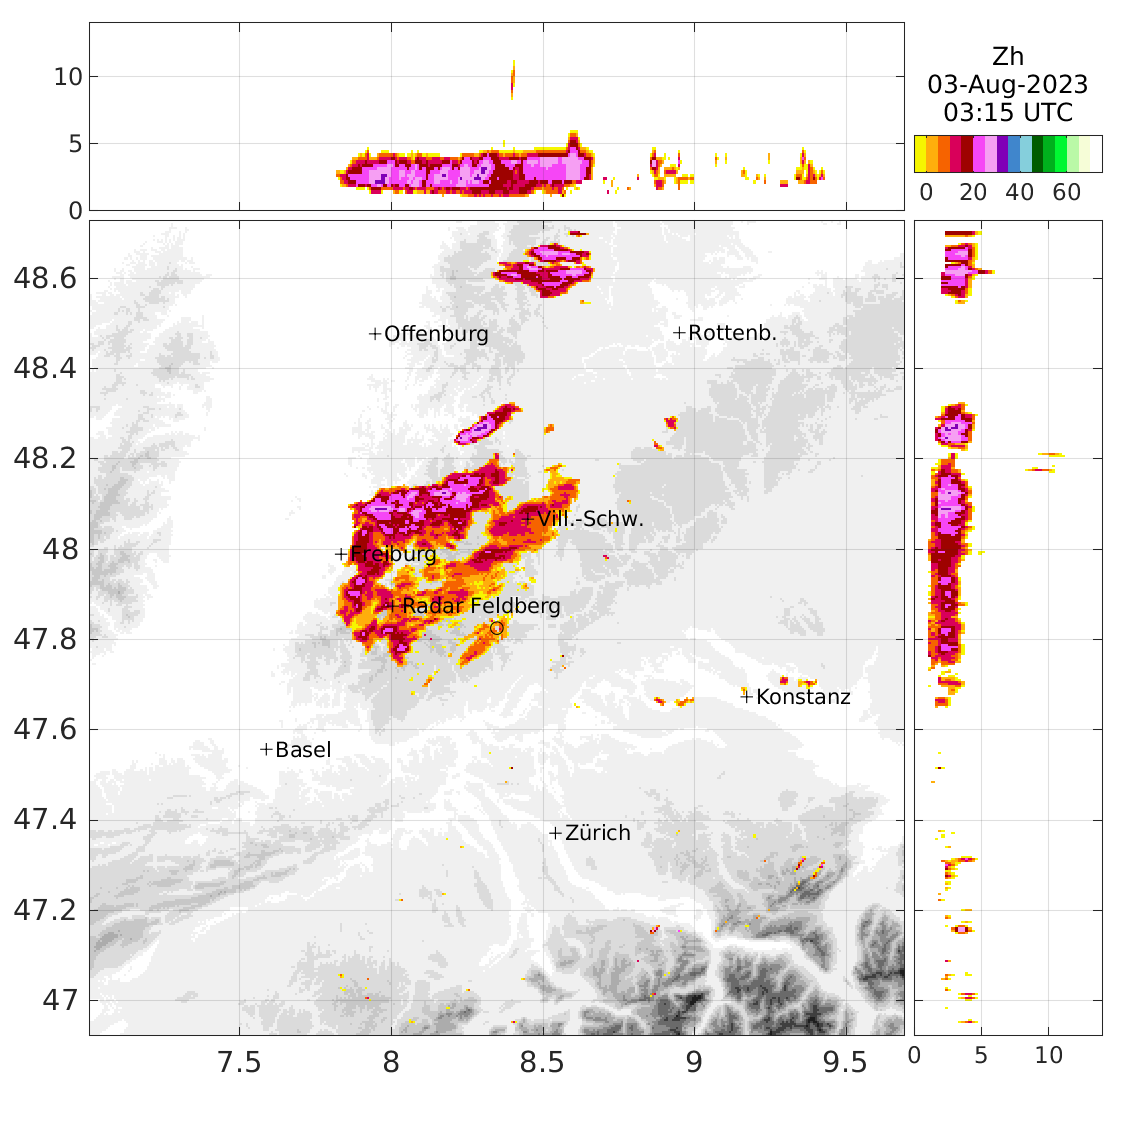 10
5
0
Zh
03-Aug-2023
03:15 UTC
0 20 40 60
48.6
48.4
48.2
48
47.8
47.6
47.4
47.2
47
+Offenburg
+Rottenb.
+Vill.-Schw.
+Freiburg
+Radar Feldberg
+Konstanz
+Basel
+Zürich
7.5 8 8.5 9 9.5
0 5 10